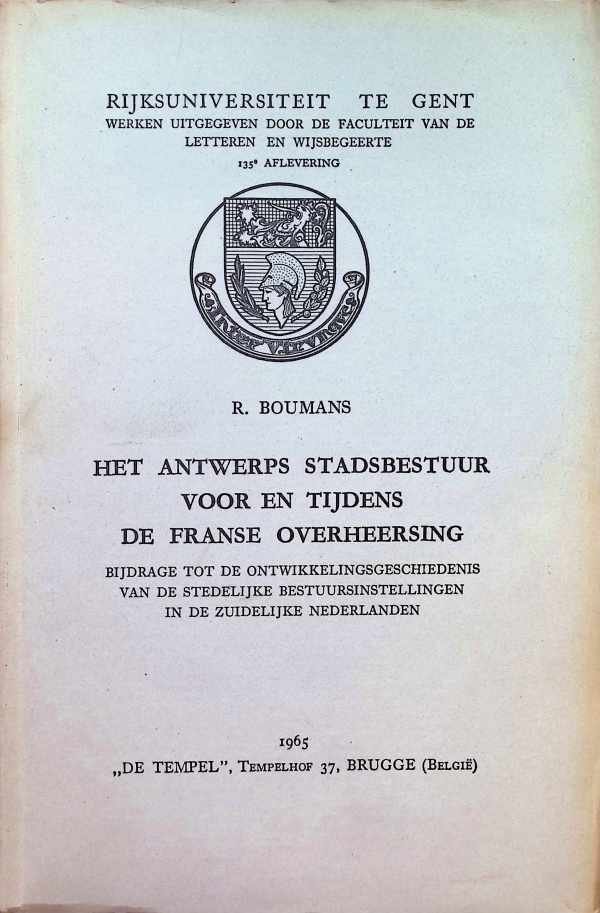 RIJKSUNIVERSITEIT TE GENT
WERKEN UITGEGEVEN DOOR DE FACULTEIT VAN DE
LETTEREN EN WIJSBEGEERTE
135e AFLEVERING
R. BOUMANS
HET ANTWERPS STADSBESTUUR
VOOR EN TIJDENS
DE FRANSE OVERHEERSING
BIJDRAGE TOT DE ONTWIKKELINGSGESCHIEDENIS
VAN DE STEDELIJKE BESTUURSINSTELLINGEN
IN DE ZUIDELIJKE NEDERLANDEN
1965
„DE TEMPEL”, TEMPELHOF 37, BRUGGE (BELGIË)